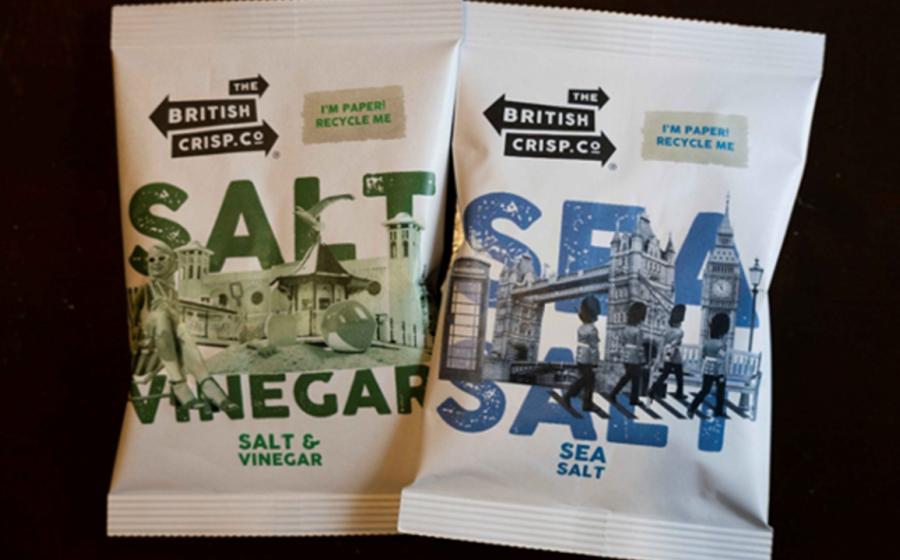 THE
BRITISH
CRISP.Co
I'M PAPER!
RECYCLE ME
SALT
VINEGAR
SALT &
VINEGAR
THE
BRITISH
CRISP.Co
®
I'M PAPER!
RECYCLE ME
SEA
SALT
SEA
SALT